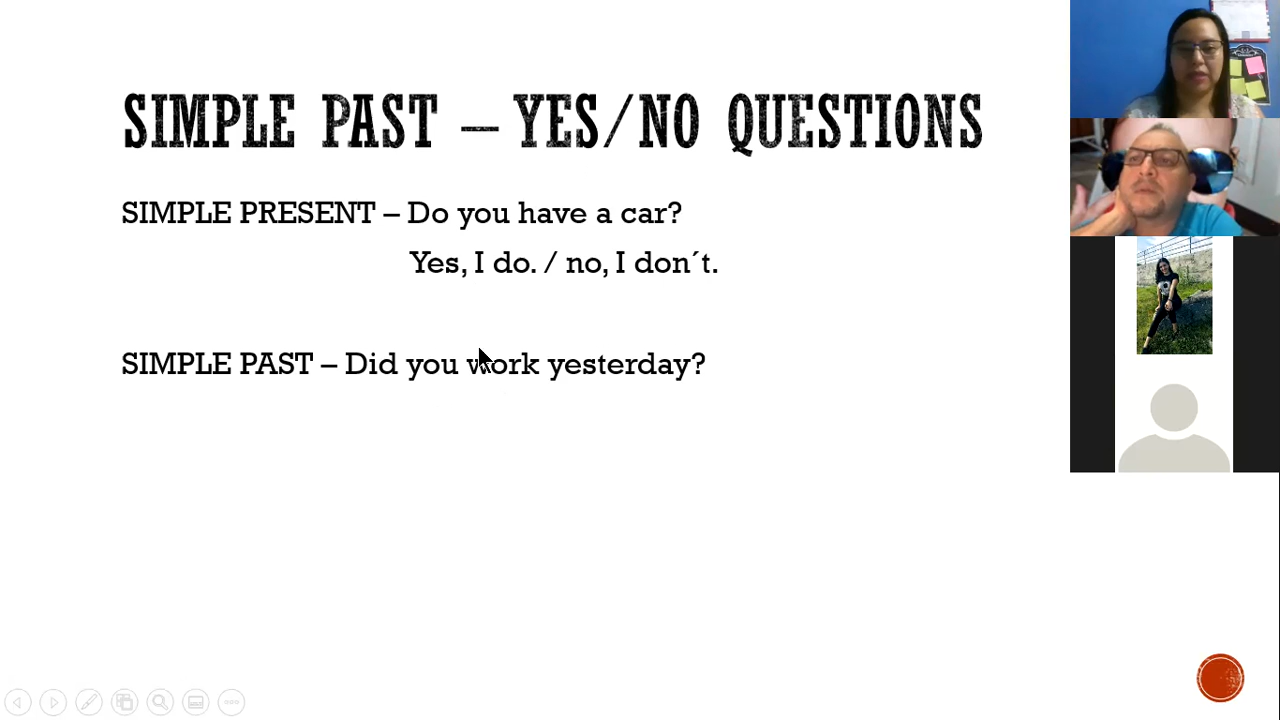 SIMPLE PAST – YES/NO QUESTIONS
SIMPLE PRESENT – Do you have a car?
Yes, I do. / no, I don´t.
SIMPLE PAST – Did you work yesterday?